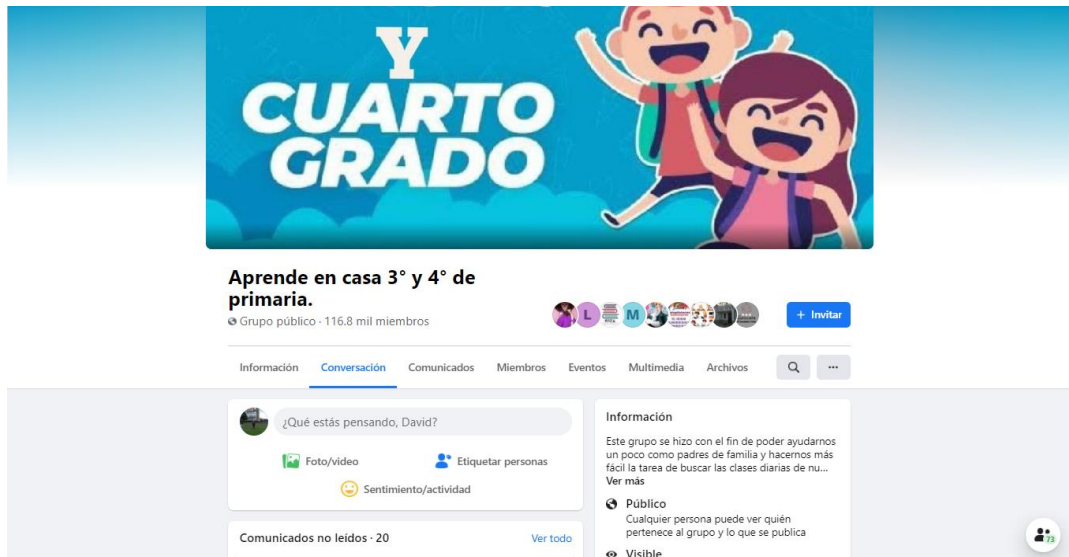 Y
CUARTO
GRADO
Aprende en casa 3° y 4° de
primaria.
Grupo público · 116.8 mil miembros
L
M
+ Invitar
Información
Conversación
Comunicados
Miembros
Eventos
Multimedia
Archivos
¿Qué estás pensando, David?
Foto/video
Etiquetar personas
Sentimiento/actividad
Comunicados no leídos · 20
Ver todo
Información
Este grupo se hizo con el fin de poder ayudarnos
un poco como padres de familia y hacernos más
fácil la tarea de buscar las clases diarias de nu...
Ver más
Público
Cualquier persona puede ver quién
pertenece al grupo y lo que se publica
Visible
73